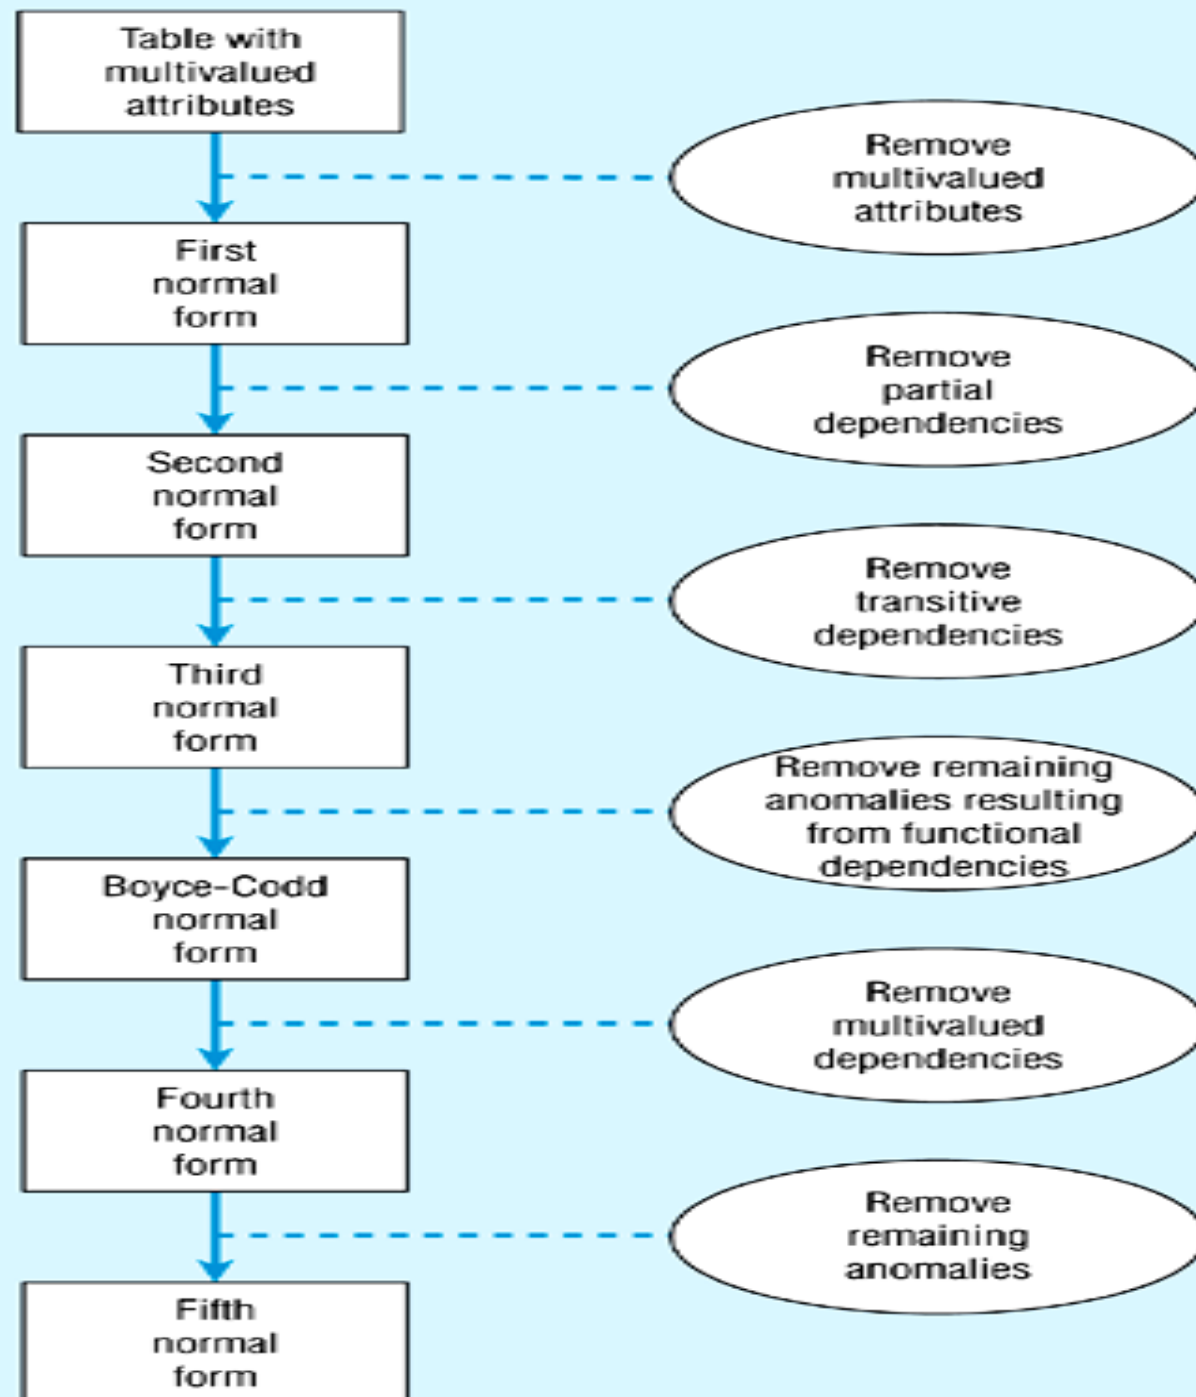 Table with
multivalued
attributes
Remove
multivalued
attributes
First
normal
form
Remove
partial
dependencies
Second
normal
form
Remove
transitive
dependencies
Third
normal
form
Remove remaining
anomalies resulting
from functional
dependencies
Boyce-Codd
normal
form
Remove
multivalued
dependencies
Fourth
normal
form
Remove
remaining
anomalies
Fifth
normal
form